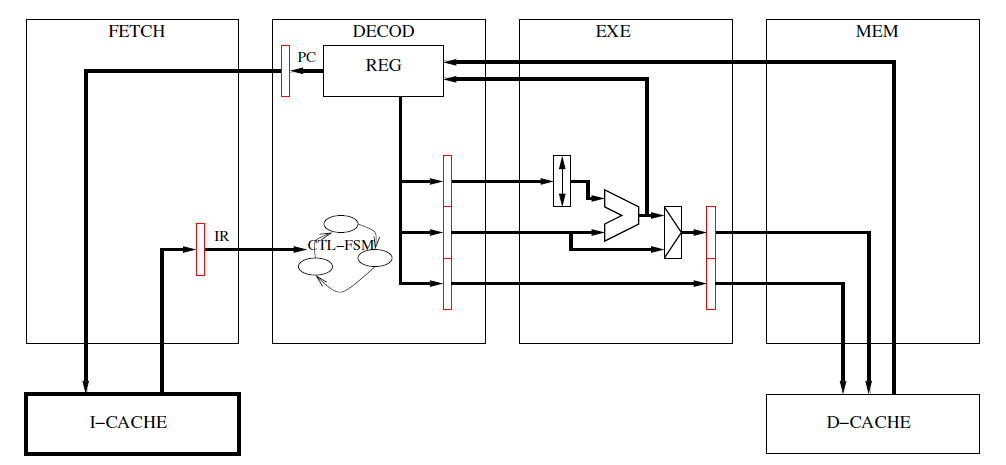 FETCH
DECOD
EXE
MEM
PC
REG
IR
CTL−FSM
I−CACHE
D−CACHE